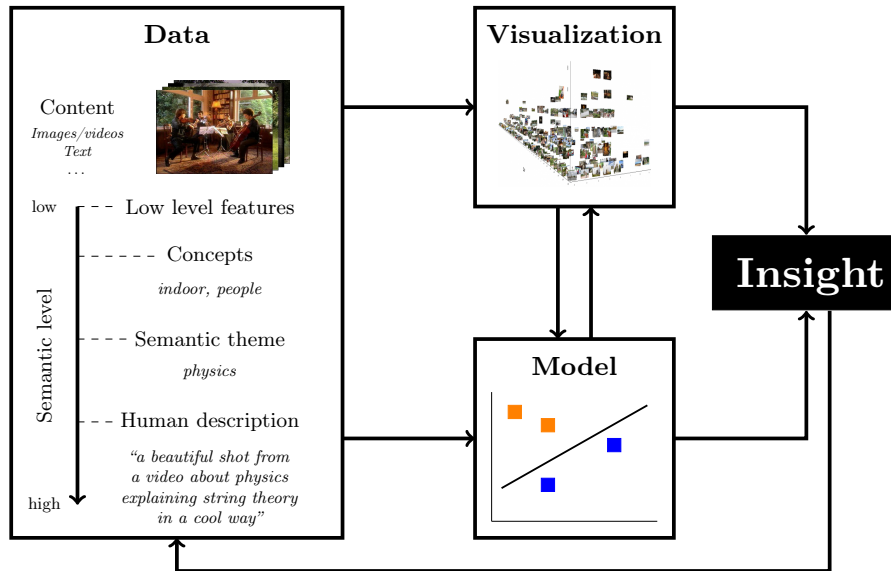 Data
Content
Images/videos
Text
...
low
Low level features
Concepts
indoor, people
Semantic level
Semantic theme
physics
Human description
“a beautiful shot from
a video about physics
explaining string theory
in a cool way”
high
Visualization
Model
Insight